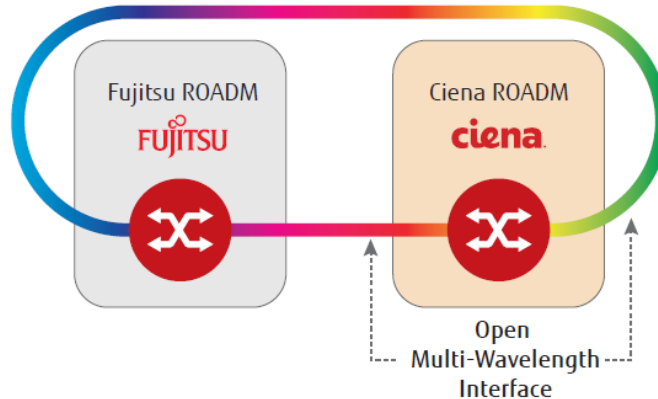 Fujitsu ROADM
FUJITSU
Ciena ROADM
ciena.
Open
Multi-Wavelength
Interface